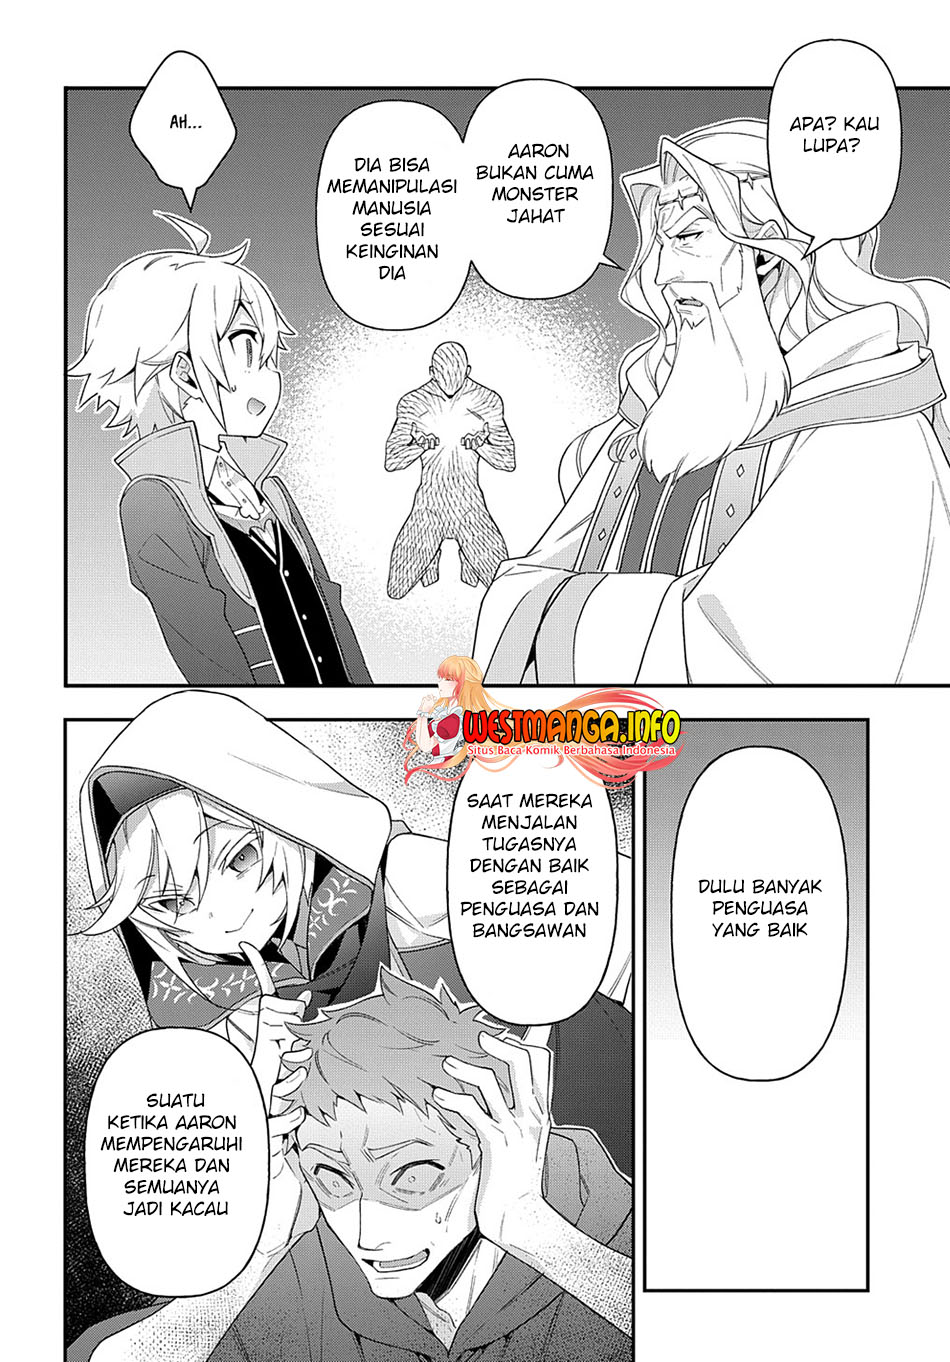 APA? KAU
LUPA?
AARON
BUKAN CUMA
MONSTER
JAHAT
DIA BISA
MEMANIPULASI
MANUSIA
SESUAI
KEINGINAN
DIA
AH...
WESTMANGA.INFO
Situs Baca Komik Berbahasa Indonesia
DULU BANYAK
PENGUASA
YANG BAIK
SAAT MEREKA
MENJALAN
TUGASNYA
DENGAN BAIK
SEBAGAI
PENGUASA DAN
BANGSAWAN
SUATU
KETIKA AARON
MEMPENGARUHI
MEREKA DAN
SEMUANYA
JADI KACAU